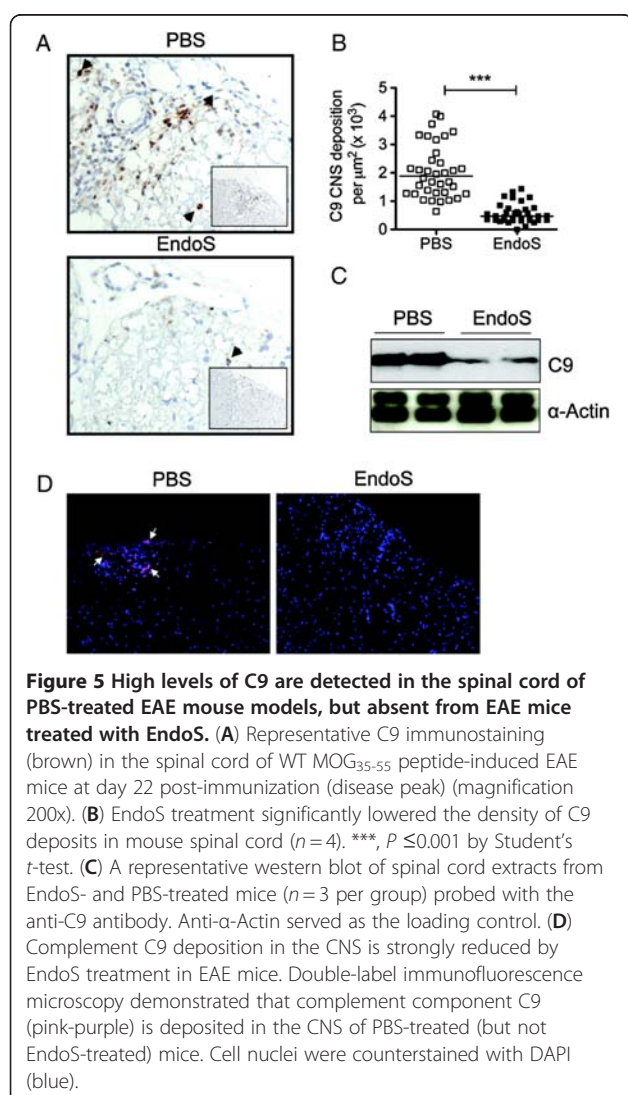 A
PBS
EndoS
B
C9 CNS deposition
per μm² (x 10³)
5
4
3
2
1
0
***
PBS
EndoS
C
PBS
EndoS
C9
α-Actin
D
PBS
EndoS
Figure 5 High levels of C9 are detected in the spinal cord of
PBS-treated EAE mouse models, but absent from EAE mice
treated with EndoS. (A) Representative C9 immunostaining
(brown) in the spinal cord of WT MOG₃₅₋₅₅ peptide-induced EAE
mice at day 22 post-immunization (disease peak) (magnification
200x). (B) EndoS treatment significantly lowered the density of C9
deposits in mouse spinal cord (n = 4). ***, P ≤0.001 by Student's
t-test. (C) A representative western blot of spinal cord extracts from
EndoS- and PBS-treated mice (n = 3 per group) probed with the
anti-C9 antibody. Anti-α-Actin served as the loading control. (D)
Complement C9 deposition in the CNS is strongly reduced by
EndoS treatment in EAE mice. Double-label immunofluorescence
microscopy demonstrated that complement component C9
(pink-purple) is deposited in the CNS of PBS-treated (but not
EndoS-treated) mice. Cell nuclei were counterstained with DAPI
(blue).